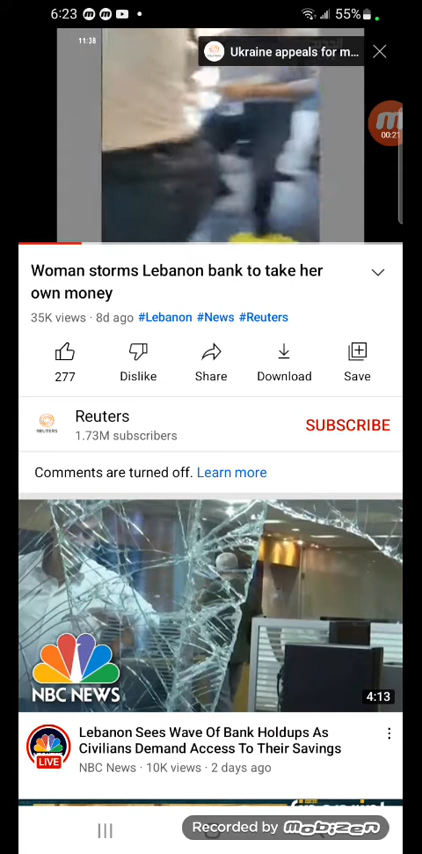 6:23
55%
11:38
Ukraine appeals for m...
00:21
Woman storms Lebanon bank to take her
own money
35K views · 8d ago #Lebanon #News #Reuters
277
Dislike
Share
Download
Save
REUTERS
Reuters
1.73M subscribers
SUBSCRIBE
Comments are turned off. Learn more
NBC NEWS
4:13
LIVE
Lebanon Sees Wave Of Bank Holdups As
Civilians Demand Access To Their Savings
NBC News · 10K views · 2 days ago
Recorded by mobizen